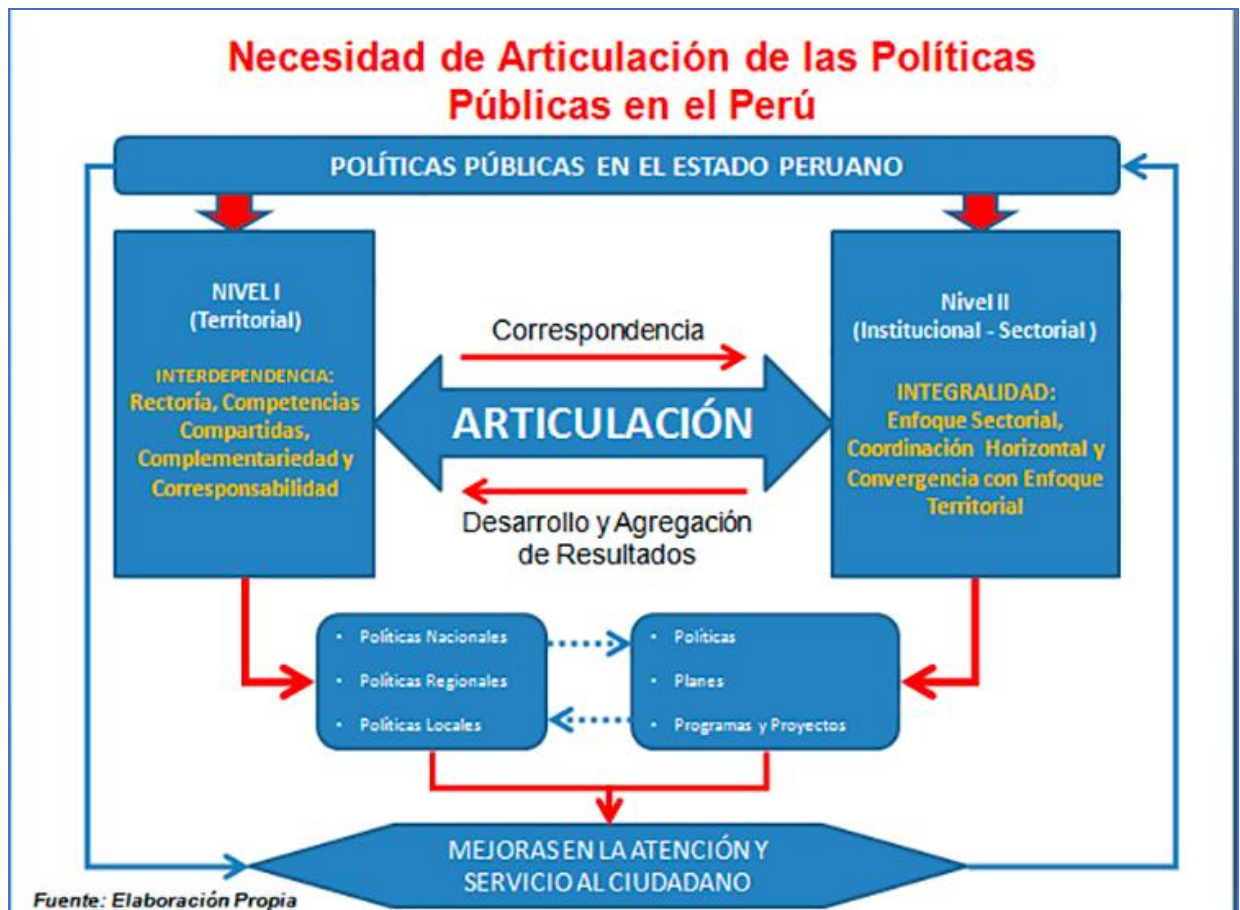 Necesidad de Articulación de las Políticas
Públicas en el Perú
POLÍTICAS PÚBLICAS EN EL ESTADO PERUANO
NIVEL I
(Territorial)
INTERDEPENDENCIA:
Rectoría, Competencias
Compartidas,
Complementariedad y
Corresponsabilidad
Correspondencia
ARTICULACIÓN
Desarrollo y Agregación
de Resultados
Nivel II
(Institucional - Sectorial )
INTEGRALIDAD:
Enfoque Sectorial,
Coordinación Horizontal y
Convergencia con Enfoque
Territorial
• Políticas Nacionales
• Políticas Regionales
• Políticas Locales
• Políticas
• Planes
• Programas y Proyectos
MEJORAS EN LA ATENCIÓN Y
SERVICIO AL CIUDADANO
Fuente: Elaboración Propia